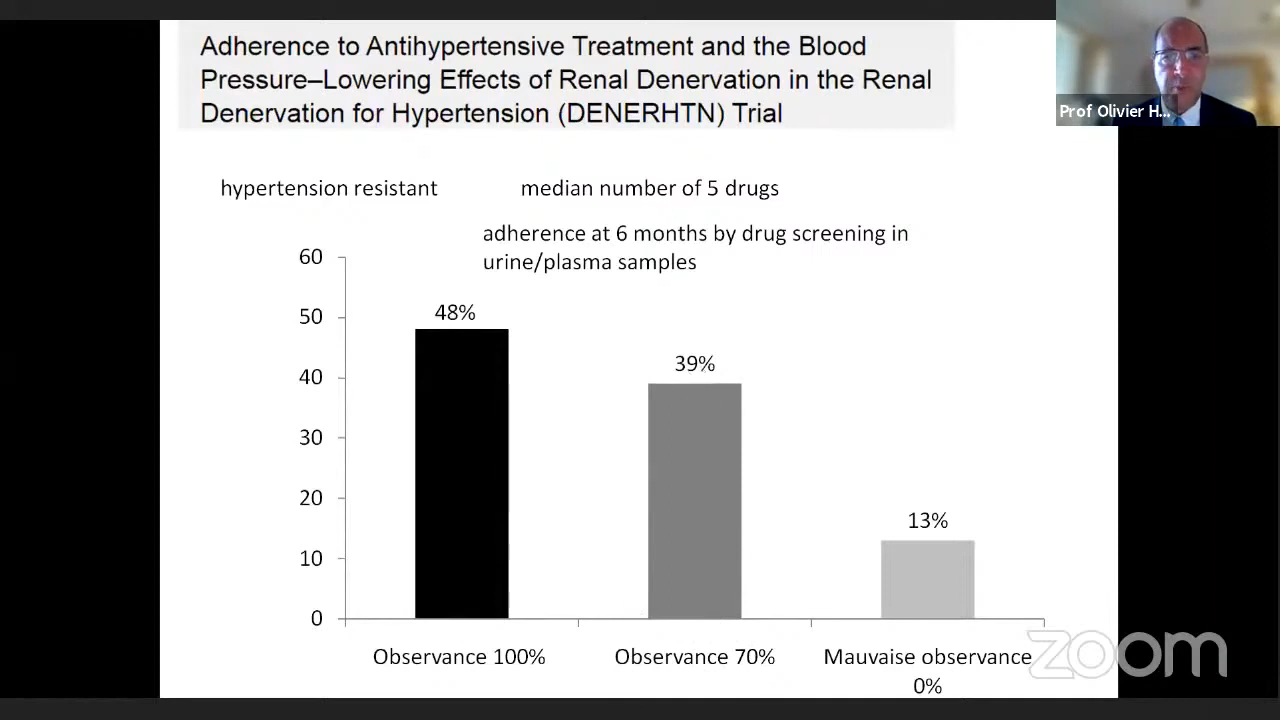 Adherence to Antihypertensive Treatment and the Blood
Pressure–Lowering Effects of Renal Denervation in the Renal
Denervation for Hypertension (DENERHTN) Trial
Prof Olivier H...
hypertension resistant
median number of 5 drugs
adherence at 6 months by drug screening in
urine/plasma samples
60
50
40
30
20
10
0
48%
39%
13%
Observance 100%
Observance 70%
Mauvaise observance
0%
zoom